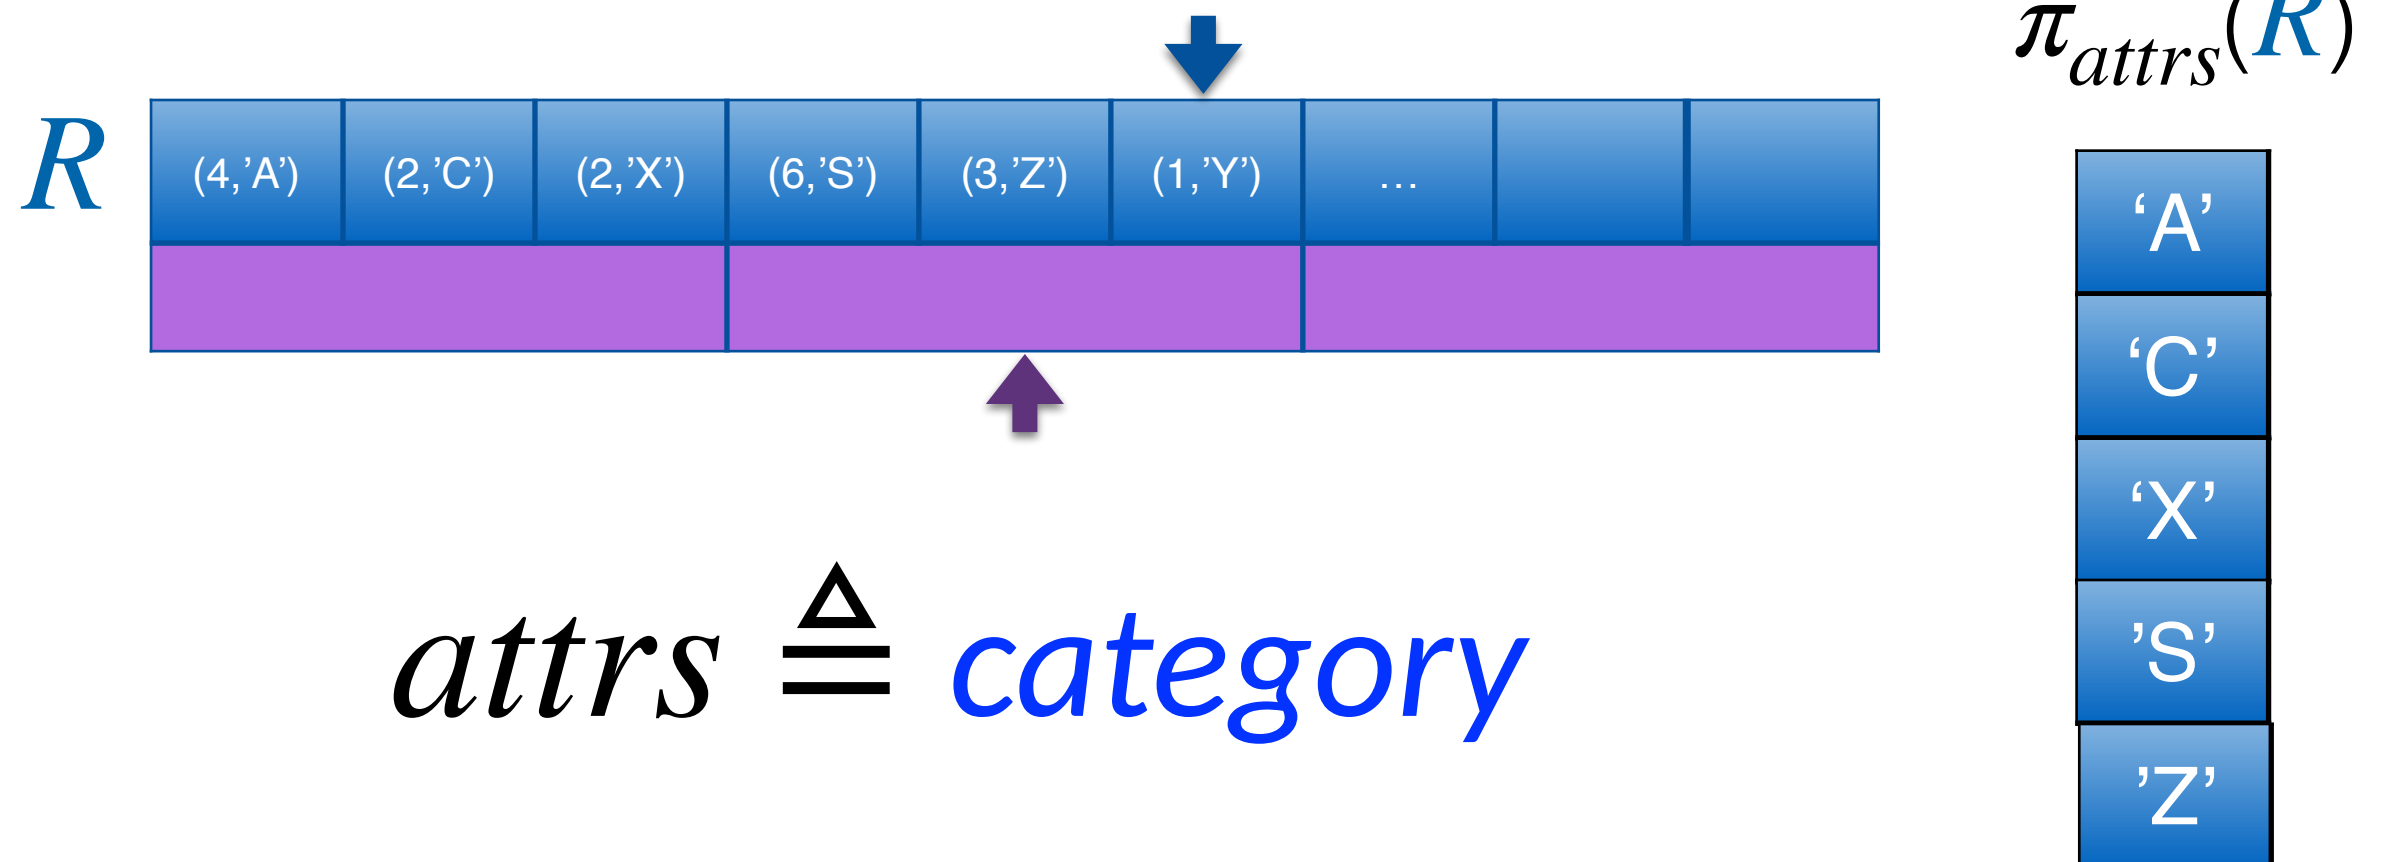 π_attrs(R)
R
(4,’A’) (2,’C’) (2,’X’) (6,’S’) (3,’Z’) (1,’Y’) …
‘A’
‘C’
‘X’
’S’
’Z’
attrs ≜ category